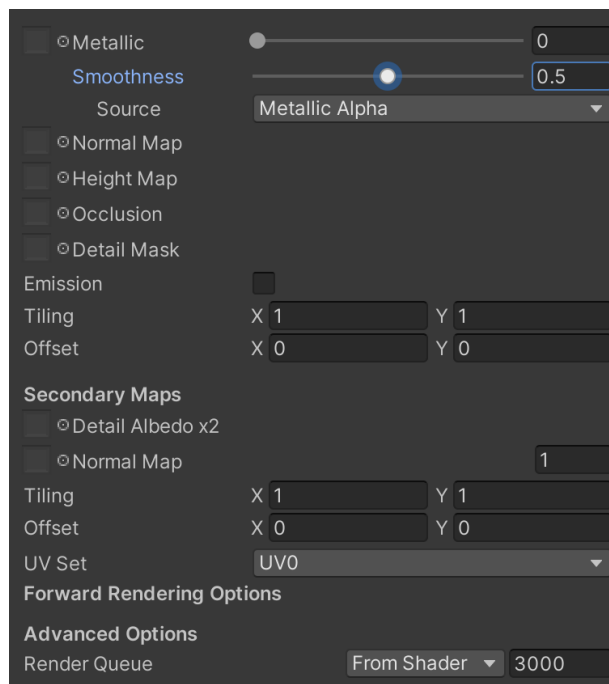 Metallic 0
Smoothness 0.5
Source Metallic Alpha
Normal Map
Height Map
Occlusion
Detail Mask
Emission
Tiling X 1 Y 1
Offset X 0 Y 0
Secondary Maps
Detail Albedo x2
Normal Map 1
Tiling X 1 Y 1
Offset X 0 Y 0
UV Set UV0
Forward Rendering Options
Advanced Options
Render Queue From Shader 3000